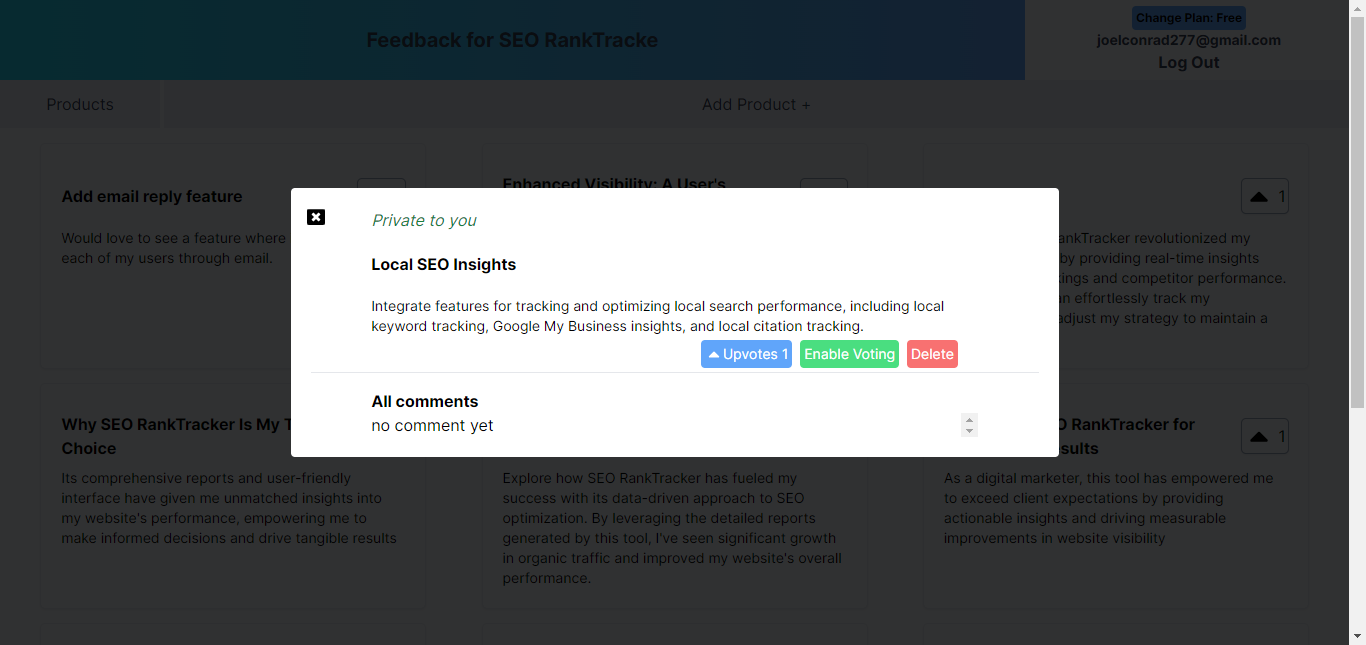 Feedback for SEO RankTracke
Change Plan: Free
joelconrad277@gmail.com
Log Out
Products
Add Product +
Add email reply feature
Would love to see a feature where
each of my users through email.
Enhanced Visibility: A User's
1
ankTracker revolutionized my
by providing real-time insights
ings and competitor performance.
an effortlessly track my
adjust my strategy to maintain a
Private to you
Local SEO Insights
Integrate features for tracking and optimizing local search performance, including local
keyword tracking, Google My Business insights, and local citation tracking.
Upvotes 1
Enable Voting
Delete
All comments
no comment yet
Why SEO RankTracker Is My T
Choice
Its comprehensive reports and user-friendly
interface have given me unmatched insights into
my website's performance, empowering me to
make informed decisions and drive tangible results
Explore how SEO RankTracker has fueled my
success with its data-driven approach to SEO
optimization. By leveraging the detailed reports
generated by this tool, I've seen significant growth
in organic traffic and improved my website's overall
performance.
O RankTracker for
sults
1
As a digital marketer, this tool has empowered me
to exceed client expectations by providing
actionable insights and driving measurable
improvements in website visibility